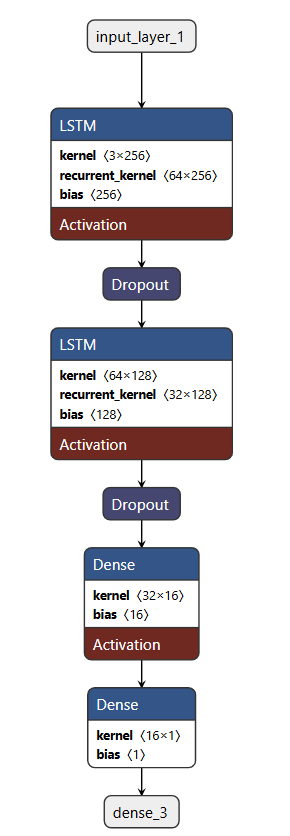 input_layer_1
LSTM
kernel ⟨3×256⟩
recurrent_kernel ⟨64×256⟩
bias ⟨256⟩
Activation
Dropout
LSTM
kernel ⟨64×128⟩
recurrent_kernel ⟨32×128⟩
bias ⟨128⟩
Activation
Dropout
Dense
kernel ⟨32×16⟩
bias ⟨16⟩
Activation
Dense
kernel ⟨16×1⟩
bias ⟨1⟩
dense_3